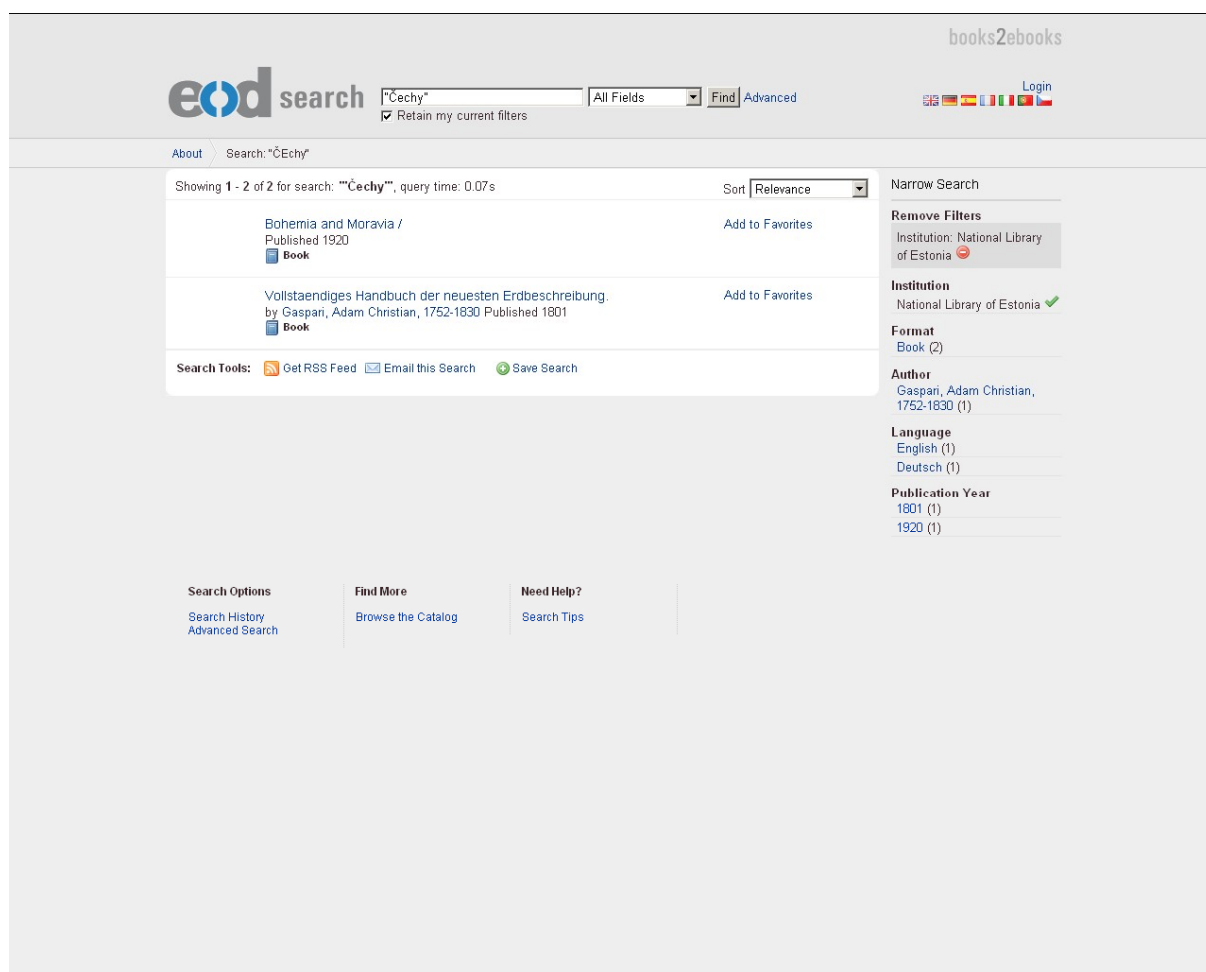 books2ebooks
eod search
"Čechy" All Fields Find Advanced
Retain my current filters
Login
About Search: "ČEchy"
Showing 1 - 2 of 2 for search: '"Čechy"', query time: 0.07s
Sort Relevance
Bohemia and Moravia /
Published 1920
Book
Add to Favorites
Vollstaendiges Handbuch der neuesten Erdbeschreibung.
by Gaspari, Adam Christian, 1752-1830 Published 1801
Book
Add to Favorites
Search Tools: Get RSS Feed Email this Search Save Search
Narrow Search
Remove Filters
Institution: National Library
of Estonia
Institution
National Library of Estonia
Format
Book (2)
Author
Gaspari, Adam Christian,
1752-1830 (1)
Language
English (1)
Deutsch (1)
Publication Year
1801 (1)
1920 (1)
Search Options
Search History
Advanced Search
Find More
Browse the Catalog
Need Help?
Search Tips